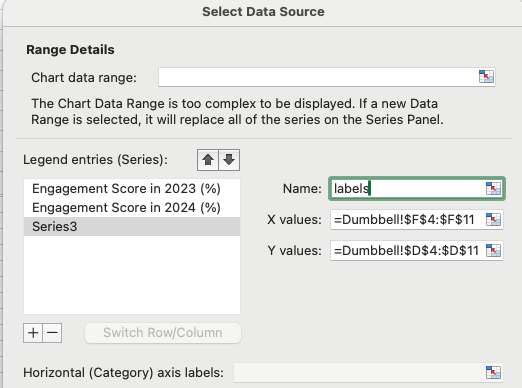 Select Data Source
Range Details
Chart data range:
The Chart Data Range is too complex to be displayed. If a new Data
Range is selected, it will replace all of the series on the Series Panel.
Legend entries (Series):
Engagement Score in 2023 (%)
Engagement Score in 2024 (%)
Series3
Name: labels
X values: =Dumbbell!$F$4:$F$11
Y values: =Dumbbell!$D$4:$D$11
+ −
Switch Row/Column
Horizontal (Category) axis labels: